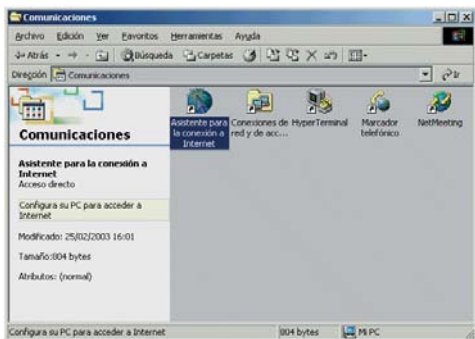 Comunicaciones
Archivo Edición Ver Favoritos Herramientas Ayuda
Atrás Búsqueda Carpetas
Dirección Comunicaciones Ir
Comunicaciones
Asistente para la conexión a
Internet
Acceso directo
Configura su PC para acceder a
Internet
Modificado: 25/02/2003 16:01
Tamaño:804 bytes
Atributos: (normal)
Asistente para
la conexión a
Internet
Conexiones de
red y de acc...
HyperTerminal
Marcador
telefónico
NetMeeting
Configura su PC para acceder a Internet 804 bytes Mi PC